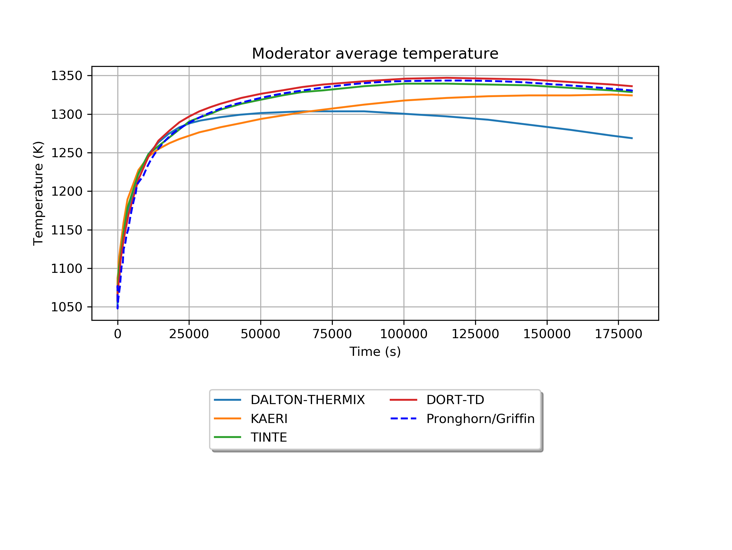 Moderator average temperature
Temperature (K)
1350
1300
1250
1200
1150
1100
1050
0 25000 50000 75000 100000 125000 150000 175000
Time (s)
DALTON-THERMIX DORT-TD
KAERI Pronghorn/Griffin
TINTE